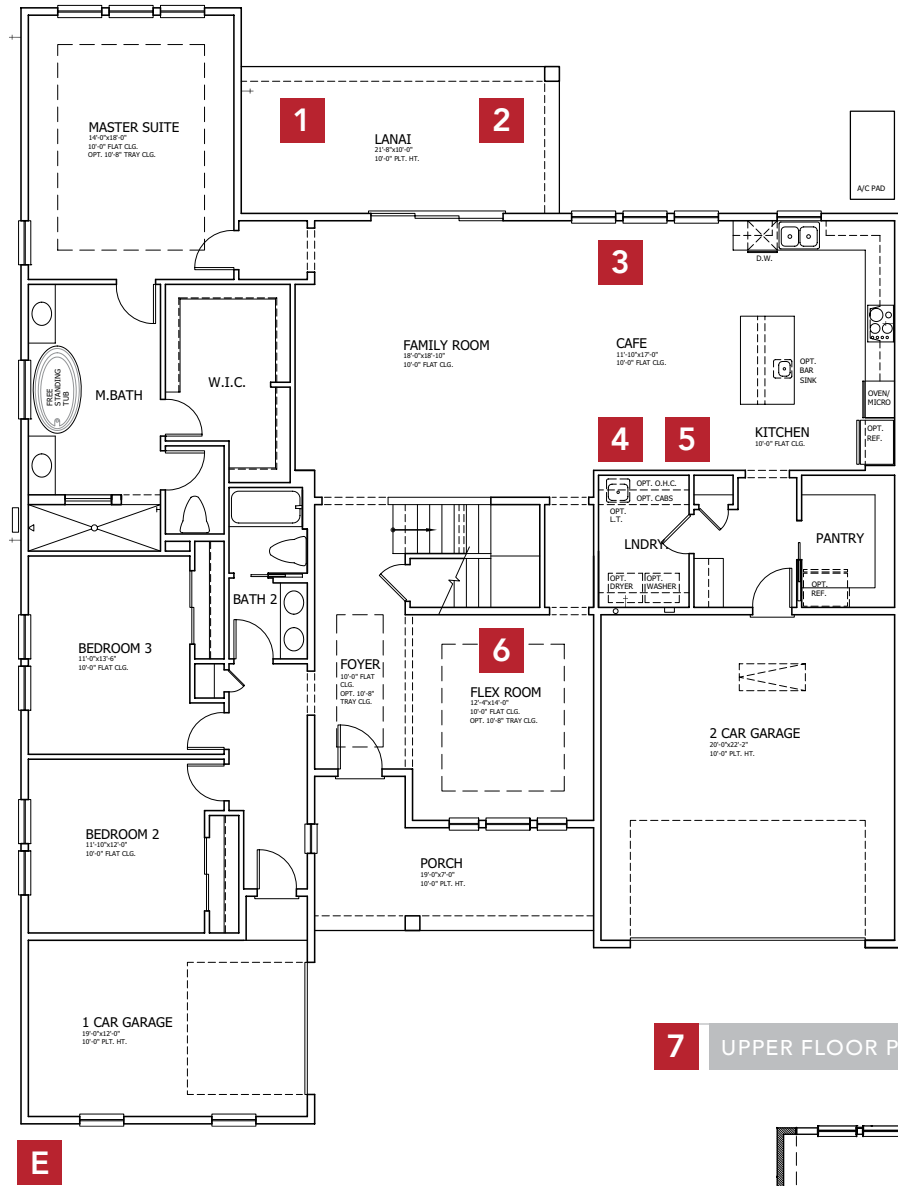 MASTER SUITE
14'-0"x18'-0"
10'-0" FLAT CLG.
OPT. 10'-8" TRAY CLG.
1
2
LANAI
21'-8"x10'-0"
10'-0" PLT. HT.
A/C PAD
3
D.W.
FAMILY ROOM
18'-0"x18'-10"
10'-0" FLAT CLG.
CAFE
11'-10"x17'-0"
10'-0" FLAT CLG.
OPT.
BAR
SINK
OVEN/
MICRO
OPT.
REF.
KITCHEN
10'-0" FLAT CLG.
FREE
STANDING
TUB
M.BATH
W.I.C.
4
5
OPT. O.H.C.
OPT. CABS
OPT.
L.T.
LNDRY.
OPT.
DRYER
OPT.
WASHER
PANTRY
OPT.
REF.
BATH 2
BEDROOM 3
11'-0"x13'-6"
10'-0" FLAT CLG.
FOYER
10'-0" FLAT
CLG.
OPT. 10'-8"
TRAY CLG.
6
FLEX ROOM
12'-4"x14'-0"
10'-0" FLAT CLG.
OPT. 10'-8" TRAY CLG.
2 CAR GARAGE
20'-0"x22'-2"
10'-0" PLT. HT.
BEDROOM 2
11'-10"x12'-0"
10'-0" FLAT CLG.
PORCH
19'-0"x7'-0"
10'-0" PLT. HT.
1 CAR GARAGE
19'-0"x12'-0"
10'-0" PLT. HT.
7
UPPER FLOOR P
E